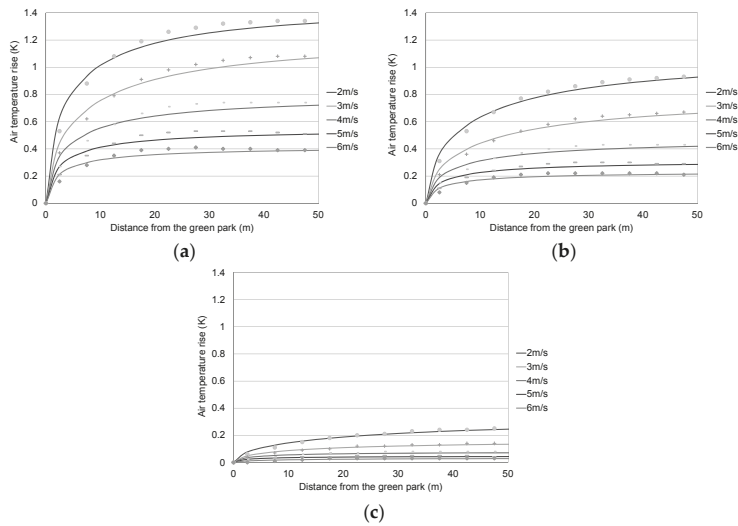 1.4
1.2
1
0.8
0.6
0.4
0.2
0
Air temperature rise (K)
0 10 20 30 40 50
Distance from the green park (m)
2m/s
3m/s
4m/s
5m/s
6m/s
(a)
1.4
1.2
1
0.8
0.6
0.4
0.2
0
Air temperature rise (K)
0 10 20 30 40 50
Distance from the green park (m)
2m/s
3m/s
4m/s
5m/s
6m/s
(b)
1.4
1.2
1
0.8
0.6
0.4
0.2
0
Air temperature rise (K)
0 10 20 30 40 50
Distance from the green park (m)
2m/s
3m/s
4m/s
5m/s
6m/s
(c)